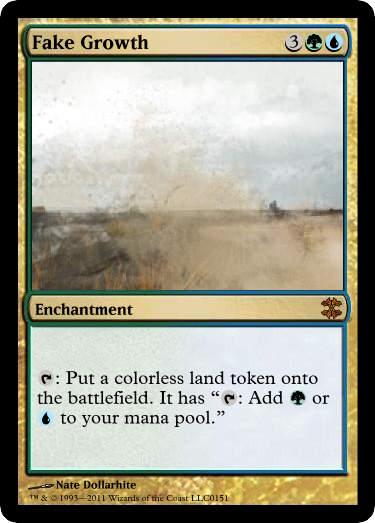 Fake Growth 3
Enchantment
: Put a colorless land token onto
the battlefield. It has “: Add or
to your mana pool.”
Nate Dollarhite
™ & © 1993–2011 Wizards of the Coast LLC0151